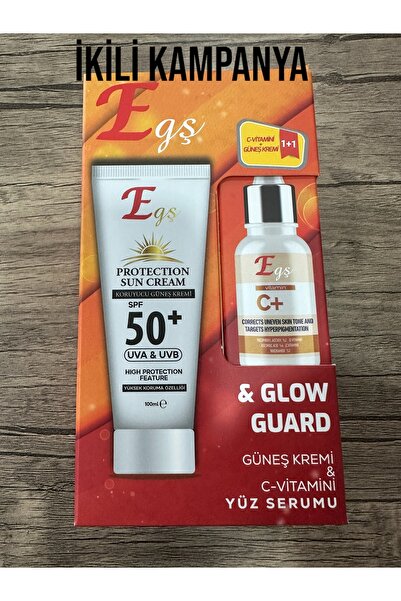 İKİLİ KAMPANYA
Egş
C-VİTAMİNİ
+
GÜNEŞ KREMİ
1+1
Egş
PROTECTION
SUN CREAM
KORUYUCU GÜNEŞ KREMİ
SPF
50+
UVA & UVB
HIGH PROTECTION
FEATURE
YÜKSEK KORUMA ÖZELLİĞİ
100ml ℮
Egş
vitamin
C+
CORRECTS UNEVEN SKIN TONE AND
TARGETS HYPERPIGMENTATION
& GLOW
GUARD
GÜNEŞ KREMİ
&
C-VİTAMİNİ
YÜZ SERUMU